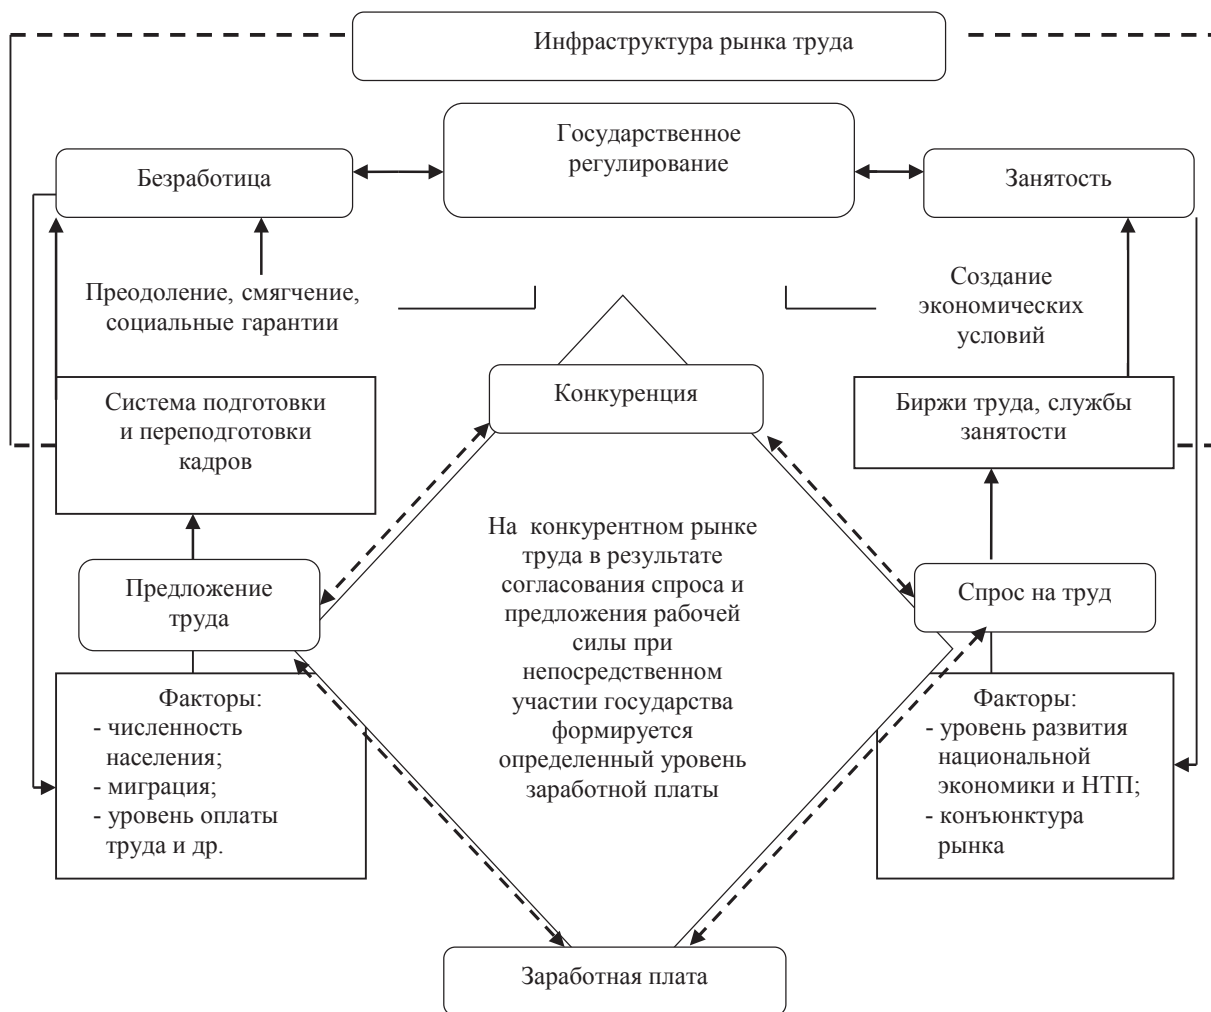 Инфраструктура рынка труда
Государственное
регулирование
Безработица
Занятость
Преодоление, смягчение,
социальные гарантии
Создание
экономических
условий
Система подготовки
и переподготовки
кадров
Конкуренция
Биржи труда, службы
занятости
На конкурентном рынке
труда в результате
согласования спроса и
предложения рабочей
силы при
непосредственном
участии государства
формируется
определенный уровень
заработной платы
Предложение
труда
Спрос на труд
Факторы:
- численность
населения;
- миграция;
- уровень оплаты
труда и др.
Факторы:
- уровень развития
национальной
экономики и НТП;
- конъюнктура
рынка
Заработная плата